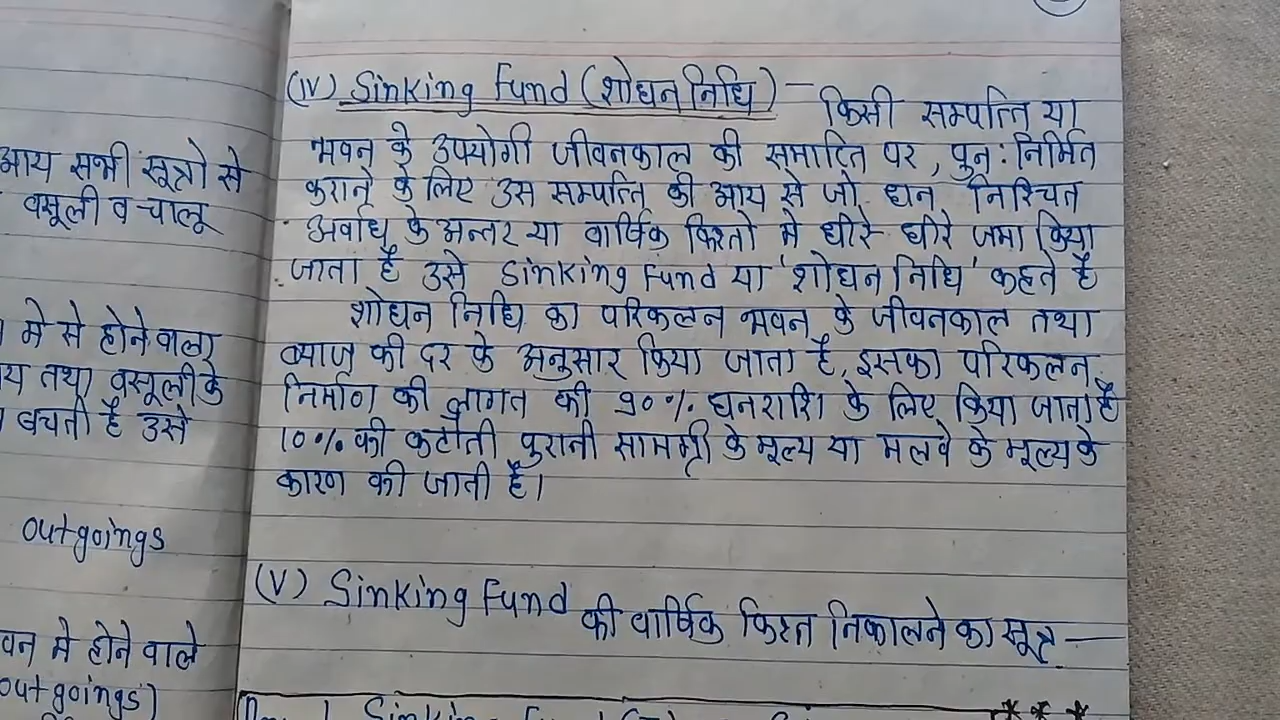 आय सभी सूत्रो से
वसूली व चालू
मे से होने वाला
य तथा वसूली के
बचती है उसे
outgoings
वन मे होने वाले
outgoings)
(IV) Sinking Fund (शोधन निधि) — किसी सम्पत्ति या
भवन के उपयोगी जीवनकाल की समाप्ति पर, पुन: निर्मित
कराने के लिए उस सम्पत्ति की आय से जो धन निश्चित
अवधि के अन्तर या वार्षिक किस्तो मे धीरे धीरे जमा किया
जाता है उसे Sinking Fund या 'शोधन निधि' कहते है
शोधन निधि का परिकलन भवन के जीवनकाल तथा
ब्याज की दर के अनुसार किया जाता है, इसका परिकलन
निर्माण की लागत की 90% धनराशि के लिए किया जाता है
10% की कटौती पुरानी सामग्री के मूल्य या मलवे के मूल्य के
कारण की जाती है।
(V) Sinking Fund की वार्षिक किस्त निकालने का सूत्र —